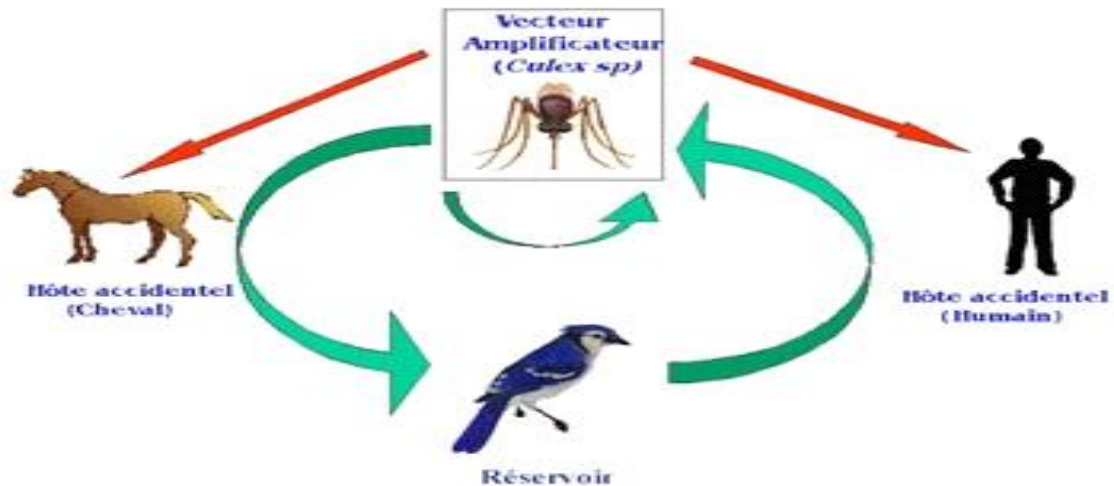 Vecteur
Amplificateur
(Culex sp)
Hôte accidentel
(Cheval)
Hôte accidentel
(Humain)
Réservoir